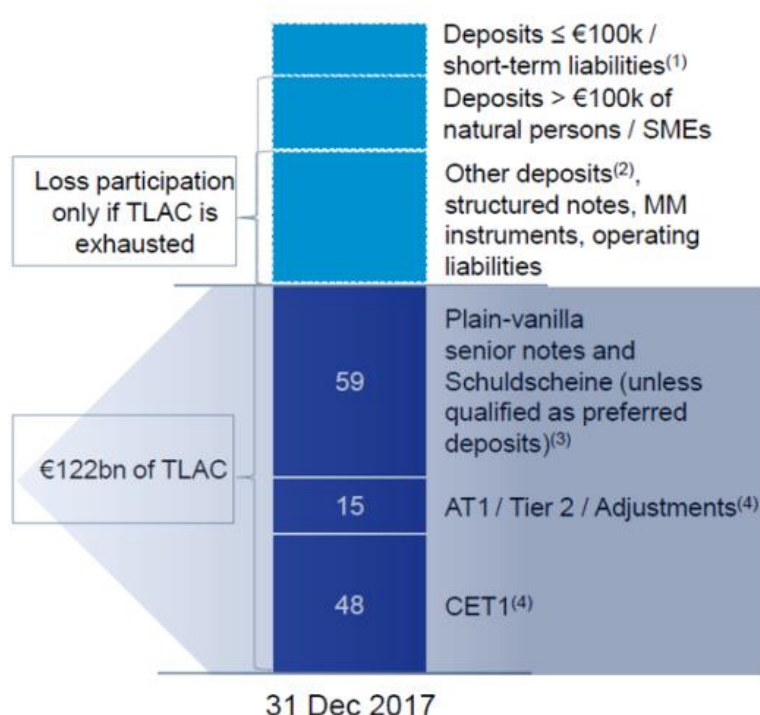 Deposits ≤ €100k /
short-term liabilities(1)
Deposits > €100k of
natural persons / SMEs
Loss participation
only if TLAC is
exhausted
Other deposits(2),
structured notes, MM
instruments, operating
liabilities
Plain-vanilla
senior notes and
Schuldscheine (unless
qualified as preferred
deposits)(3)
59
€122bn of TLAC
15
AT1 / Tier 2 / Adjustments(4)
48
CET1(4)
31 Dec 2017